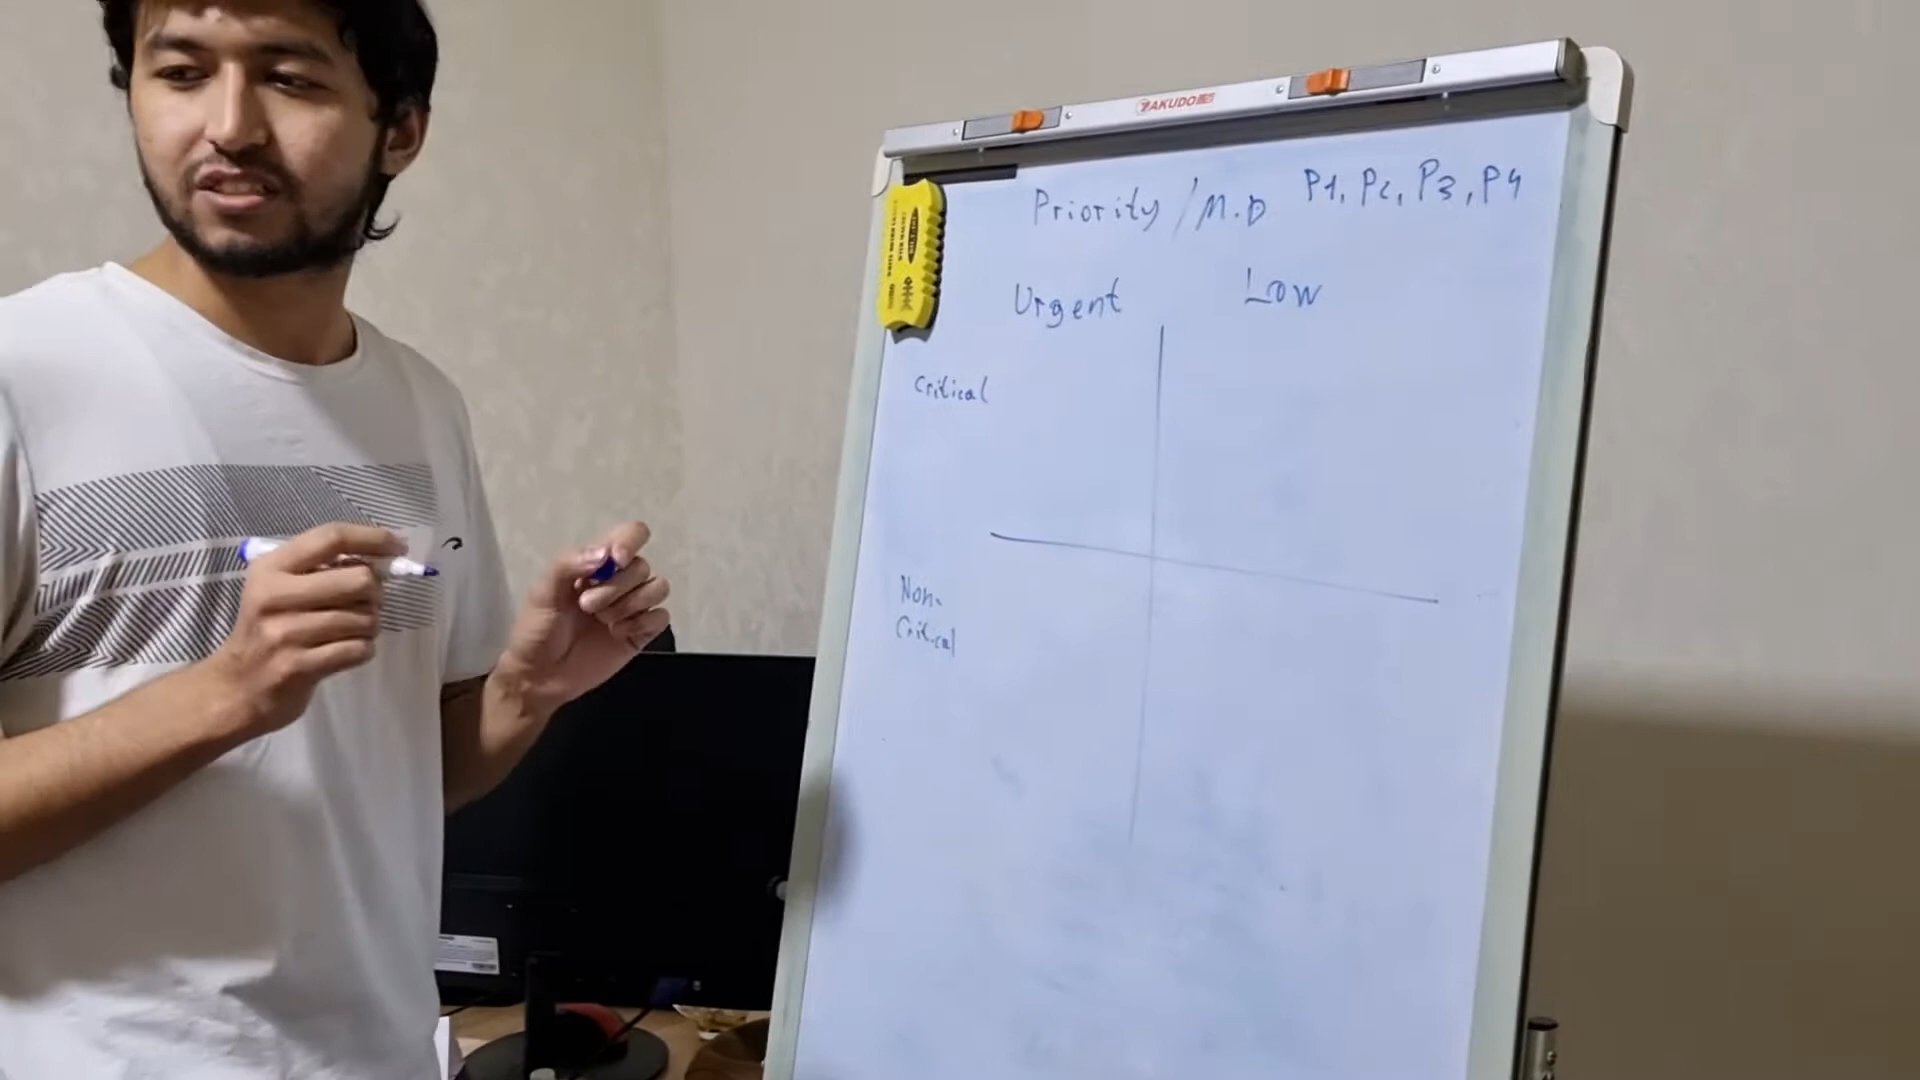 YAKUDO
Priority / M.D P1, P2, P3, P4
Urgent Low
Critical
Non-
Critical